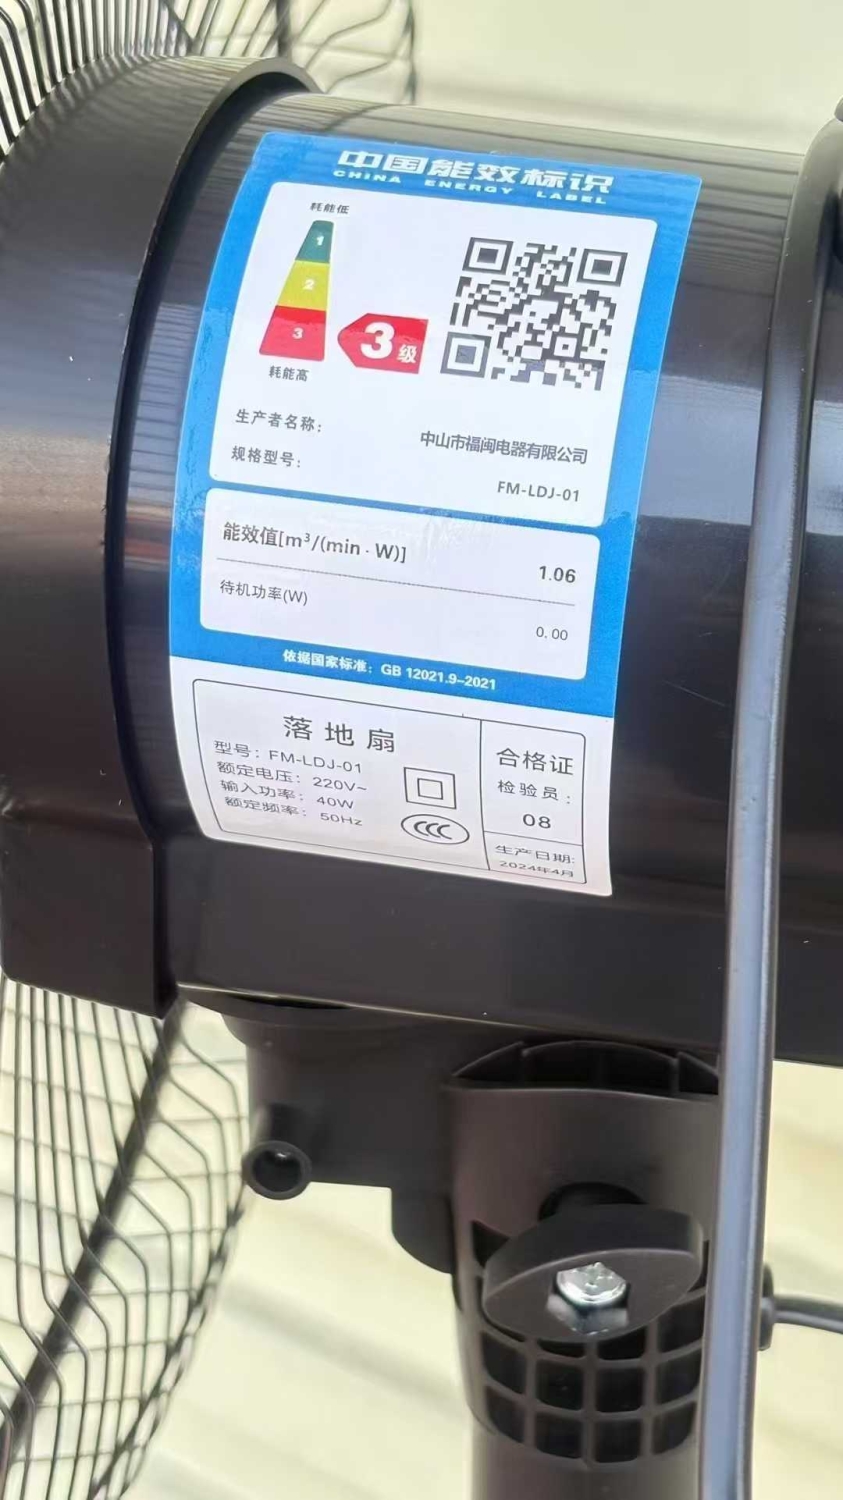 中国能效标识
CHINA ENERGY LABEL
耗能低
1
2
3
3级
耗能高
生产者名称：
中山市福闽电器有限公司
规格型号：
FM-LDJ-01
能效值[m³/(min·W)]
1.06
待机功率(W)
0.00
依据国家标准：GB 12021.9-2021
落地扇
型号：FM-LDJ-01
额定电压：220V~
输入功率：40W
额定频率：50Hz
CCC
合格证
检验员：
08
生产日期:
2024年4月